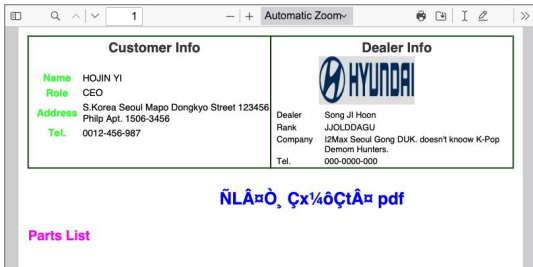 1
Automatic Zoom
Customer Info
Name HOJIN YI
Role CEO
Address S.Korea Seoul Mapo Dongkyo Street 123456
Philp Apt. 1506-3456
Tel. 0012-456-987
Dealer Info
HYUNDAI
Dealer Song JI Hoon
Rank JJOLDDAGU
Company I2Max Seoul Gong DUK. doesn't knoow K-Pop
Demom Hunters.
Tel. 000-0000-000
ÑLÂ¤Ò¸ Çx¼ôÇtÂ¤ pdf
Parts List